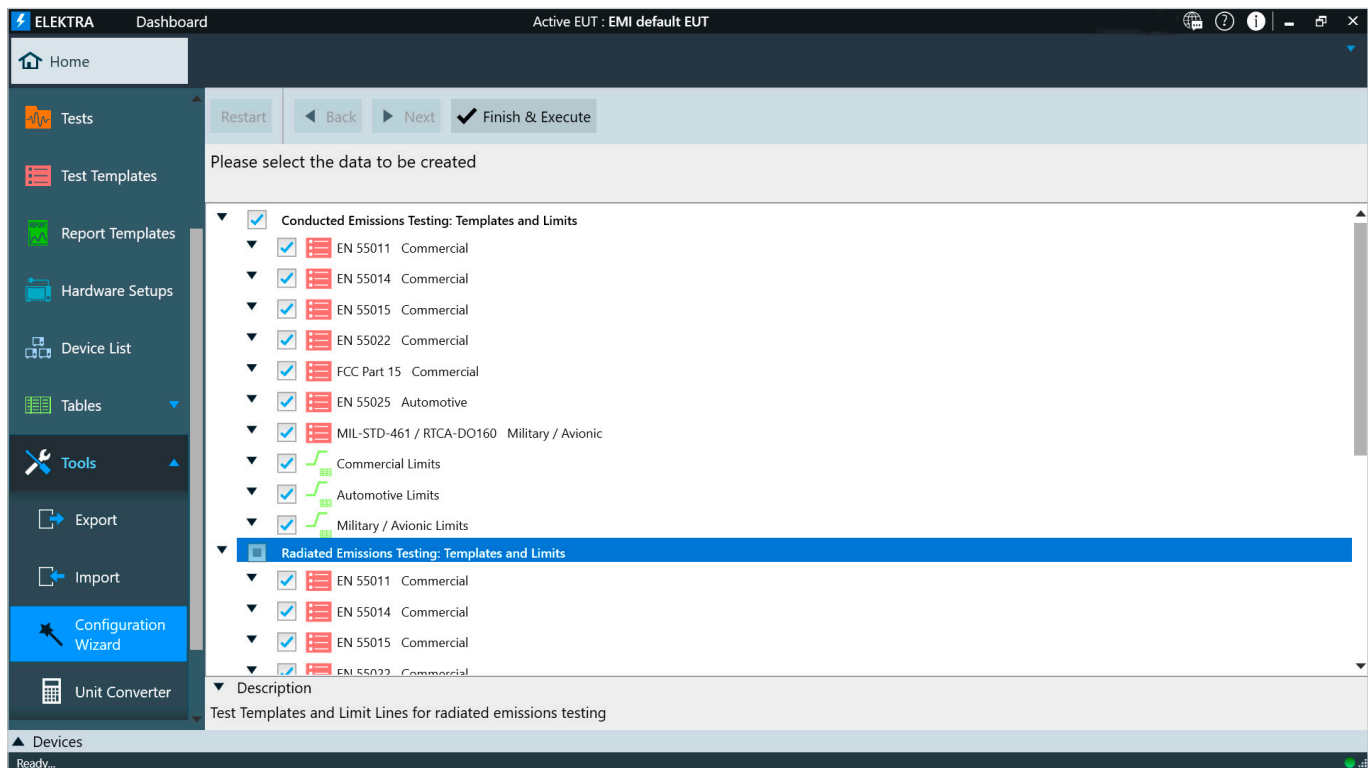 ELEKTRA Dashboard Active EUT : EMI default EUT
Home
Tests
Test Templates
Report Templates
Hardware Setups
Device List
Tables
Tools
Export
Import
Configuration
Wizard
Unit Converter
Restart Back Next Finish & Execute
Please select the data to be created
Conducted Emissions Testing: Templates and Limits
EN 55011 Commercial
EN 55014 Commercial
EN 55015 Commercial
EN 55022 Commercial
FCC Part 15 Commercial
EN 55025 Automotive
MIL-STD-461 / RTCA-DO160 Military / Avionic
Commercial Limits
Automotive Limits
Military / Avionic Limits
Radiated Emissions Testing: Templates and Limits
EN 55011 Commercial
EN 55014 Commercial
EN 55015 Commercial
EN 55022 Commercial
Description
Test Templates and Limit Lines for radiated emissions testing
Devices
Ready...